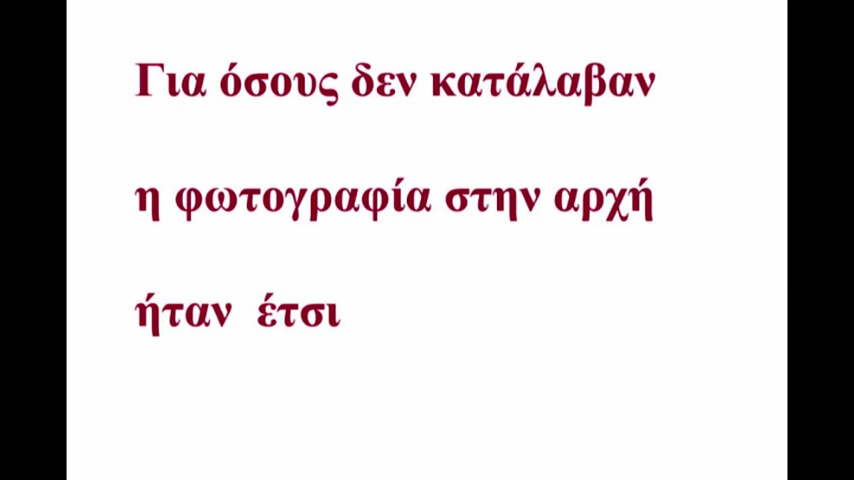 Για όσους δεν κατάλαβαν
η φωτογραφία στην αρχή
ήταν έτσι